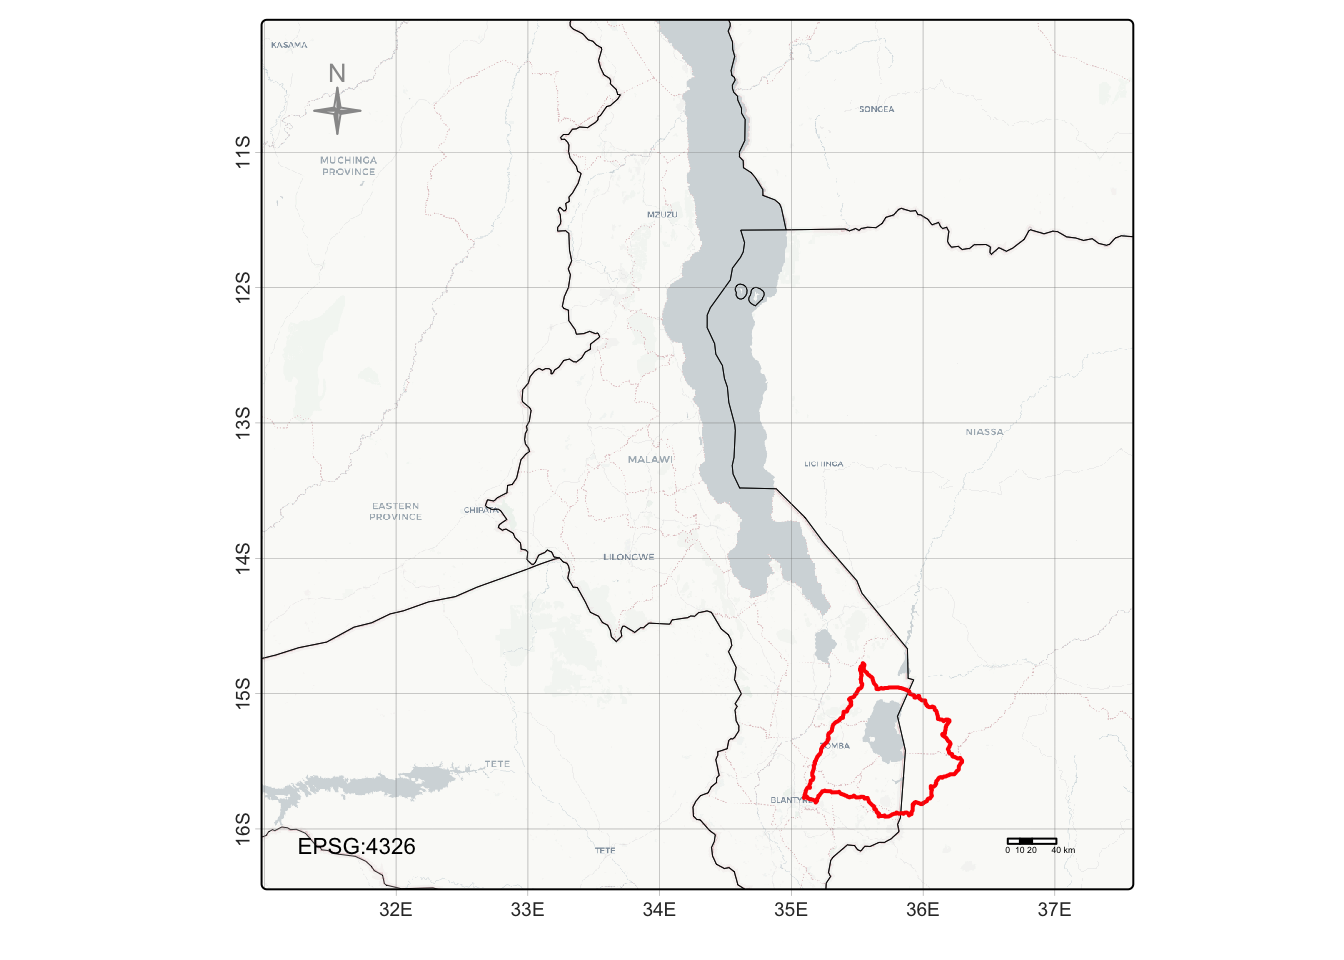 KASAMA
N
SONGEA
11S
MUCHINGA
PROVINCE
MZUZU
12S
13S
NIASSA
MALAWI
LICHINGA
EASTERN
PROVINCE
CHIPATA
14S
LILONGWE
15S
ZOMBA
TETE
BLANTYRE
16S
EPSG:4326
TETE
0 10 20 40 km
32E 33E 34E 35E 36E 37E